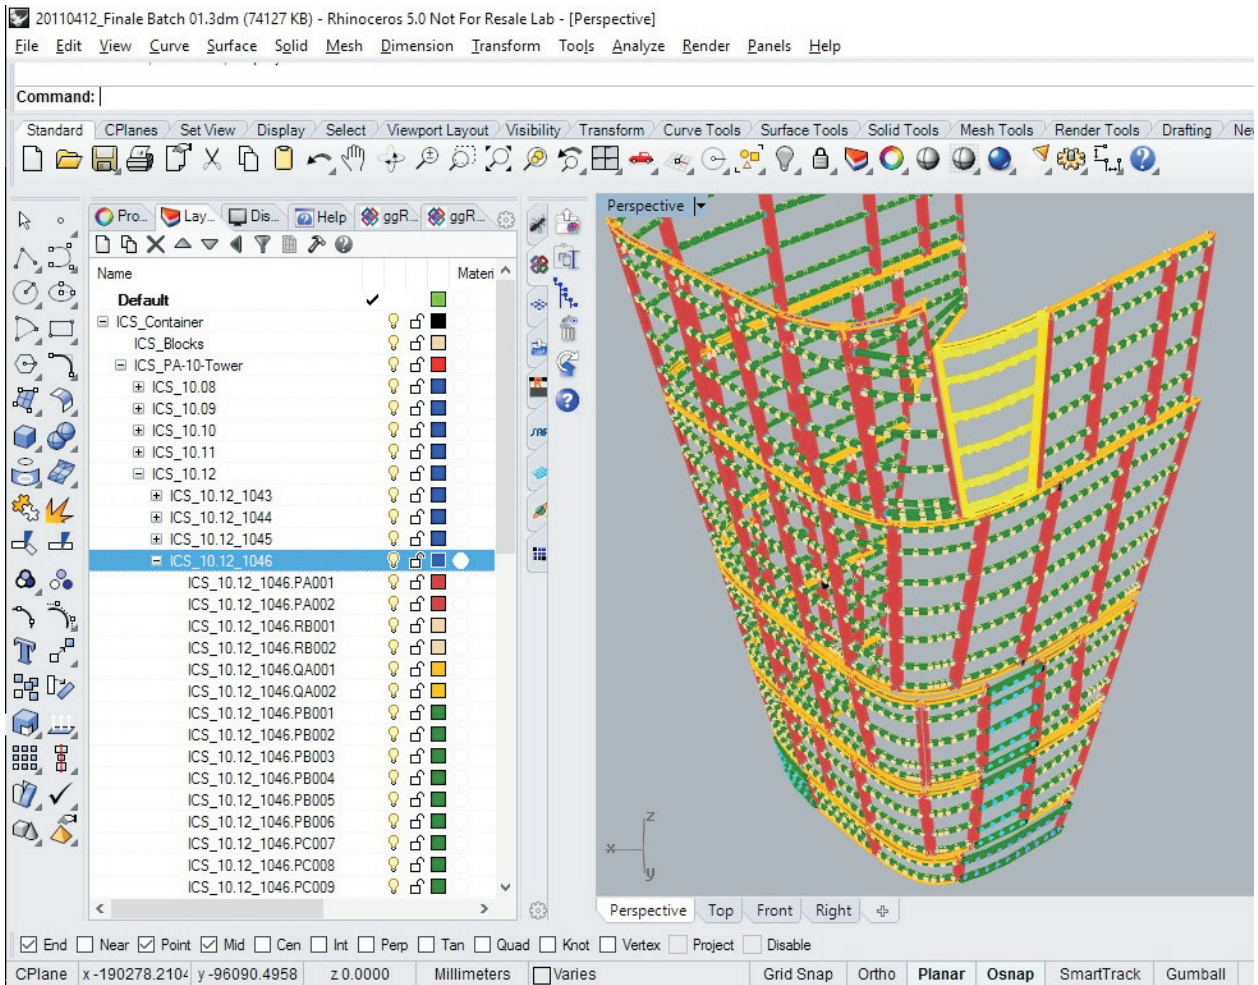 20110412_Finale Batch 01.3dm (74127 KB) - Rhinoceros 5.0 Not For Resale Lab - [Perspective]
File Edit View Curve Surface Solid Mesh Dimension Transform Tools Analyze Render Panels Help
Command:
Standard CPlanes Set View Display Select Viewport Layout Visibility Transform Curve Tools Surface Tools Solid Tools Mesh Tools Render Tools Drafting Ne
Pro... Lay... Dis... Help ggR... ggR...
Perspective
Name Materi
Default
ICS_Container
ICS_Blocks
ICS_PA-10-Tower
ICS_10.08
ICS_10.09
ICS_10.10
ICS_10.11
ICS_10.12
ICS_10.12_1043
ICS_10.12_1044
ICS_10.12_1045
ICS_10.12_1046
ICS_10.12_1046.PA001
ICS_10.12_1046.PA002
ICS_10.12_1046.RB001
ICS_10.12_1046.RB002
ICS_10.12_1046.QA001
ICS_10.12_1046.QA002
ICS_10.12_1046.PB001
ICS_10.12_1046.PB002
ICS_10.12_1046.PB003
ICS_10.12_1046.PB004
ICS_10.12_1046.PB005
ICS_10.12_1046.PB006
ICS_10.12_1046.PC007
ICS_10.12_1046.PC008
ICS_10.12_1046.PC009
z
x
y
Perspective Top Front Right
End Near Point Mid Cen Int Perp Tan Quad Knot Vertex Project Disable
CPlane x -190278.2104 y -96090.4958 z 0.0000 Millimeters Varies Grid Snap Ortho Planar Osnap SmartTrack Gumball